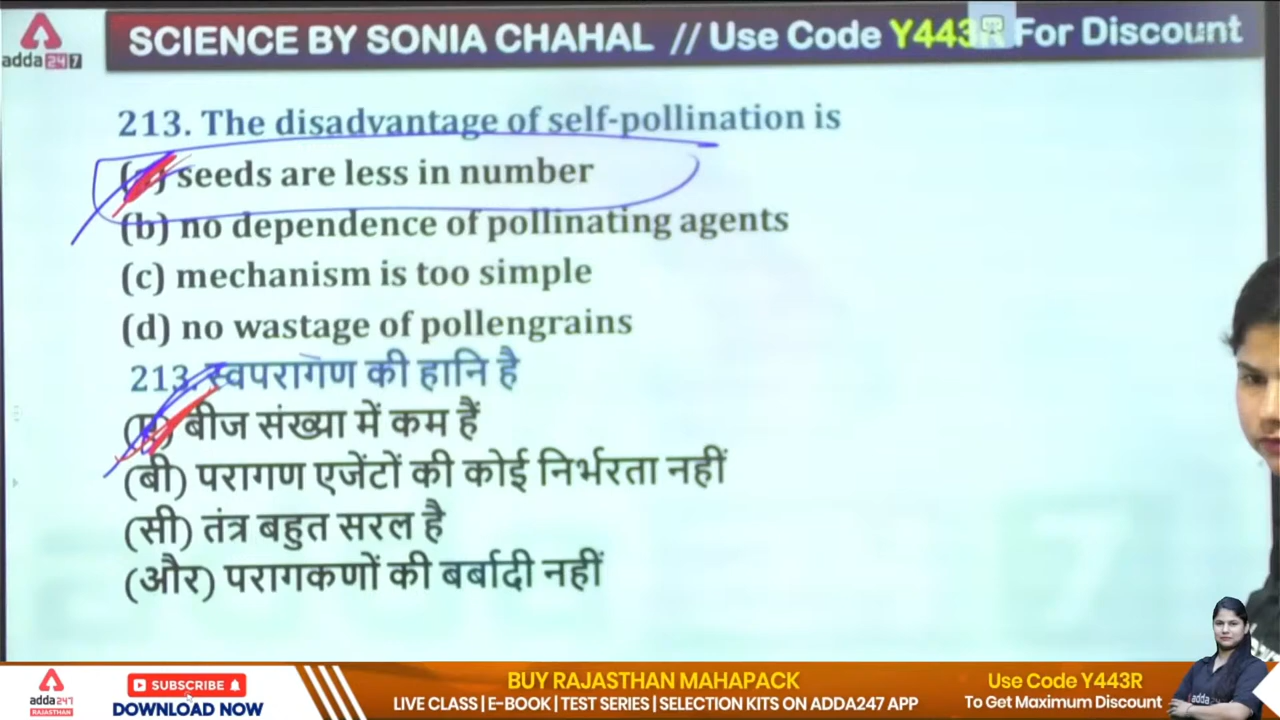 adda247
SCIENCE BY SONIA CHAHAL // Use Code Y443R For Discount
213. The disadvantage of self-pollination is
(a) seeds are less in number
(b) no dependence of pollinating agents
(c) mechanism is too simple
(d) no wastage of pollengrains
213. स्वपरागण की हानि है
(ए) बीज संख्या में कम हैं
(बी) परागण एजेंटों की कोई निर्भरता नहीं
(सी) तंत्र बहुत सरल है
(और) परागकणों की बर्बादी नहीं
adda247
RAJASTHAN
SUBSCRIBE
DOWNLOAD NOW
BUY RAJASTHAN MAHAPACK
LIVE CLASS | E-BOOK | TEST SERIES | SELECTION KITS ON ADDA247 APP
Use Code Y443R
To Get Maximum Discount
adda